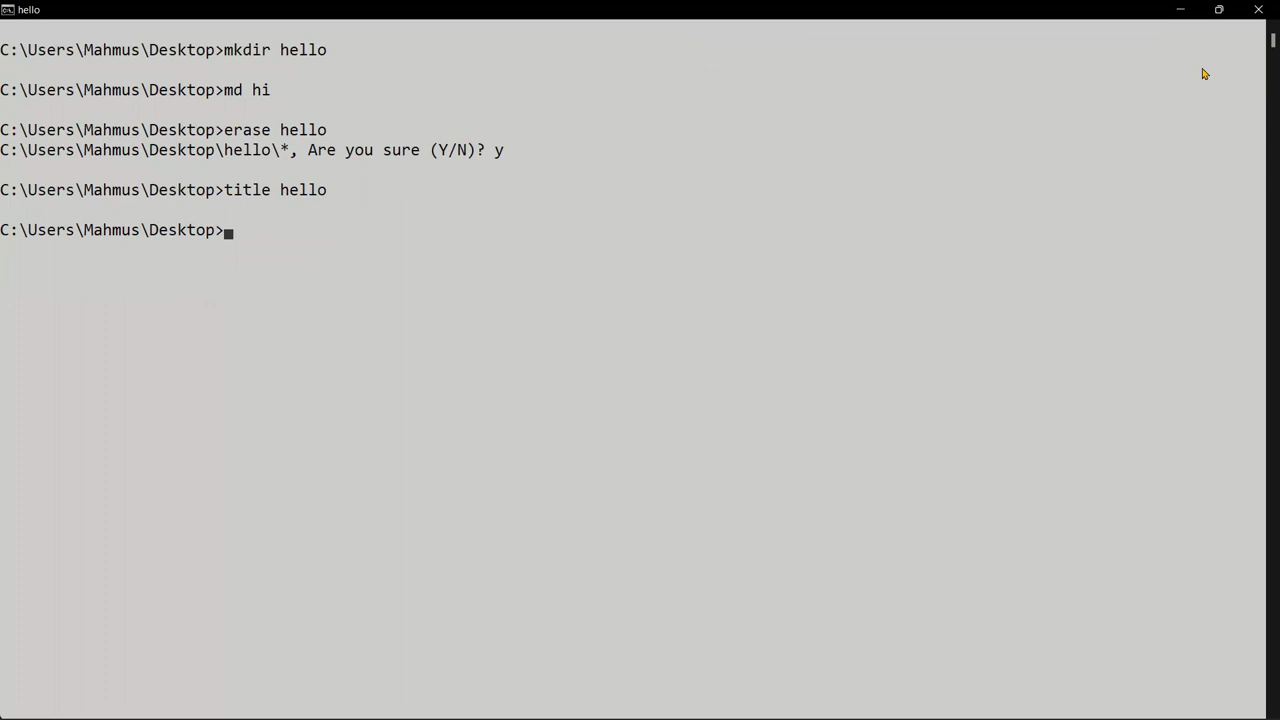 hello
C:\Users\Mahmus\Desktop>mkdir hello
C:\Users\Mahmus\Desktop>md hi
C:\Users\Mahmus\Desktop>erase hello
C:\Users\Mahmus\Desktop\hello\*, Are you sure (Y/N)? y
C:\Users\Mahmus\Desktop>title hello
C:\Users\Mahmus\Desktop>